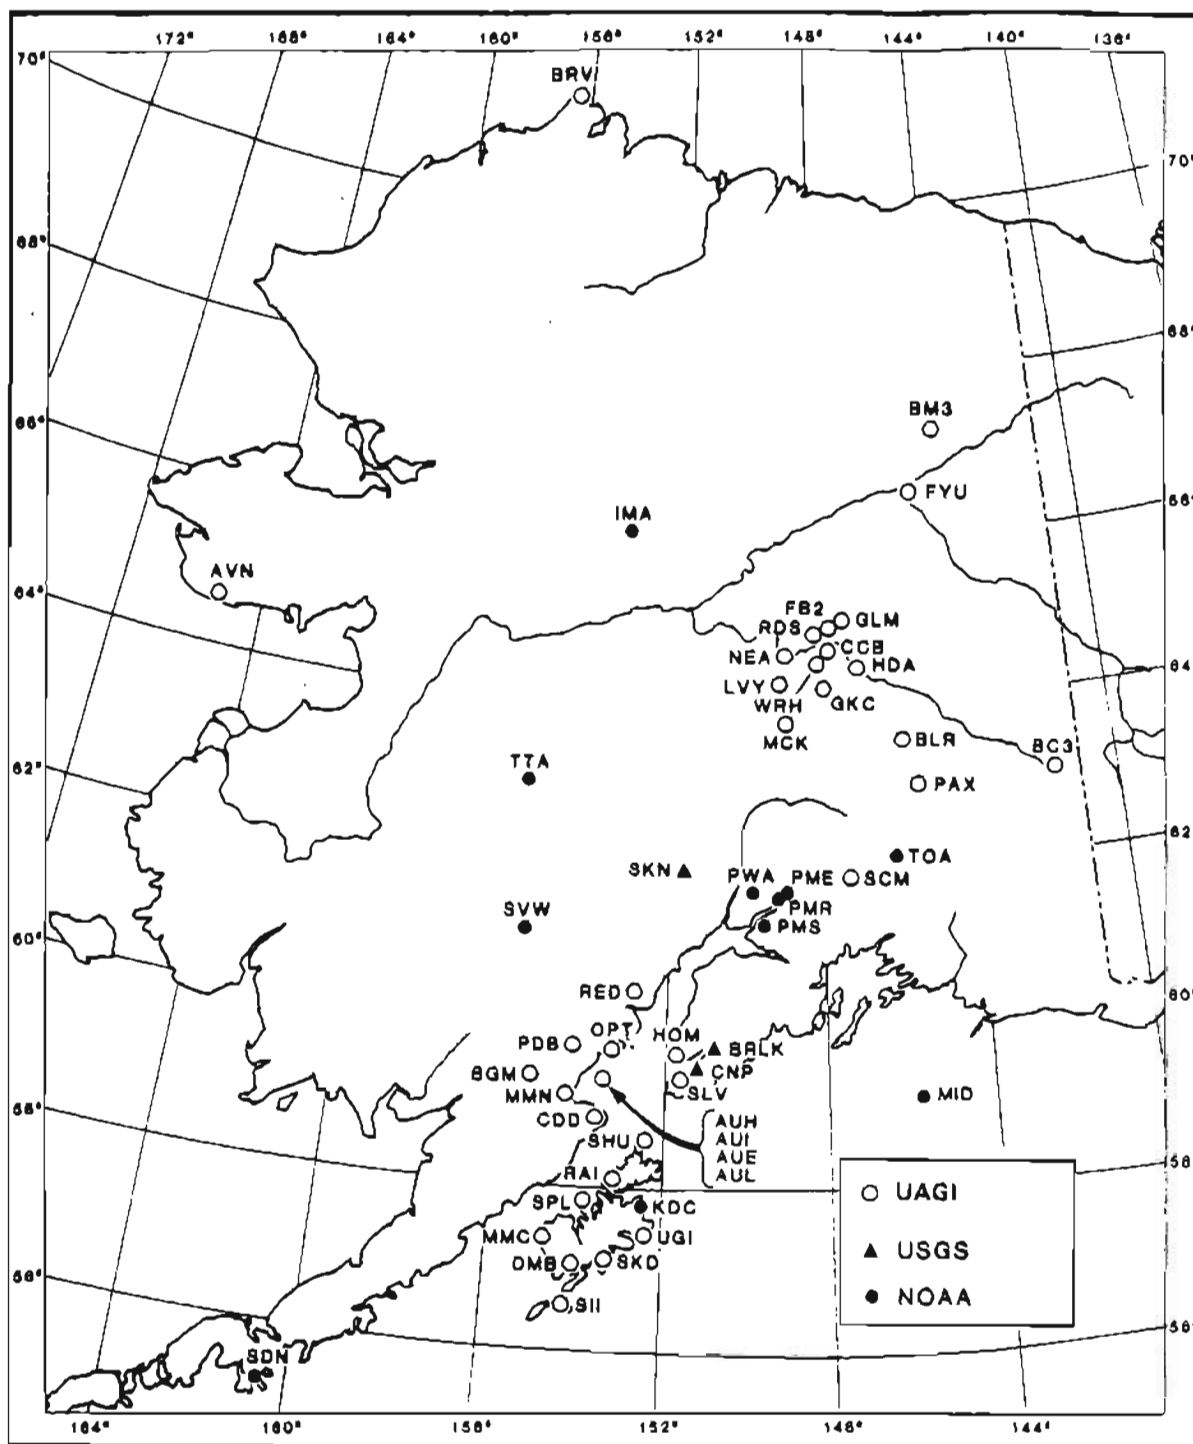 172° 168° 164° 160° 156° 152° 148° 144° 140° 136°
70°
BRV
70°
68°
68°
66°
BM3
FYU
66°
IMA
AVN
64°
FB2
GLM
RDS
CCB
NEA
HDA
64°
LVY
WRH
GKC
MCK
BLR
BC3
62°
TTA
PAX
62°
TOA
SKN
PWA
PME
SCM
PMR
SVW
PMS
60°
RED
60°
OPT
HOM
PDB
BRLK
BGM
CNP
MMN
SLV
MID
58°
CDD
AUH
SHU
AUI
AUE
58°
RAI
AUL
SPL
KDC
UAGI
MMC
UGI
USGS
DMB
SKD
56°
SII
NOAA
56°
SDN
164° 160° 156° 152° 148° 144°